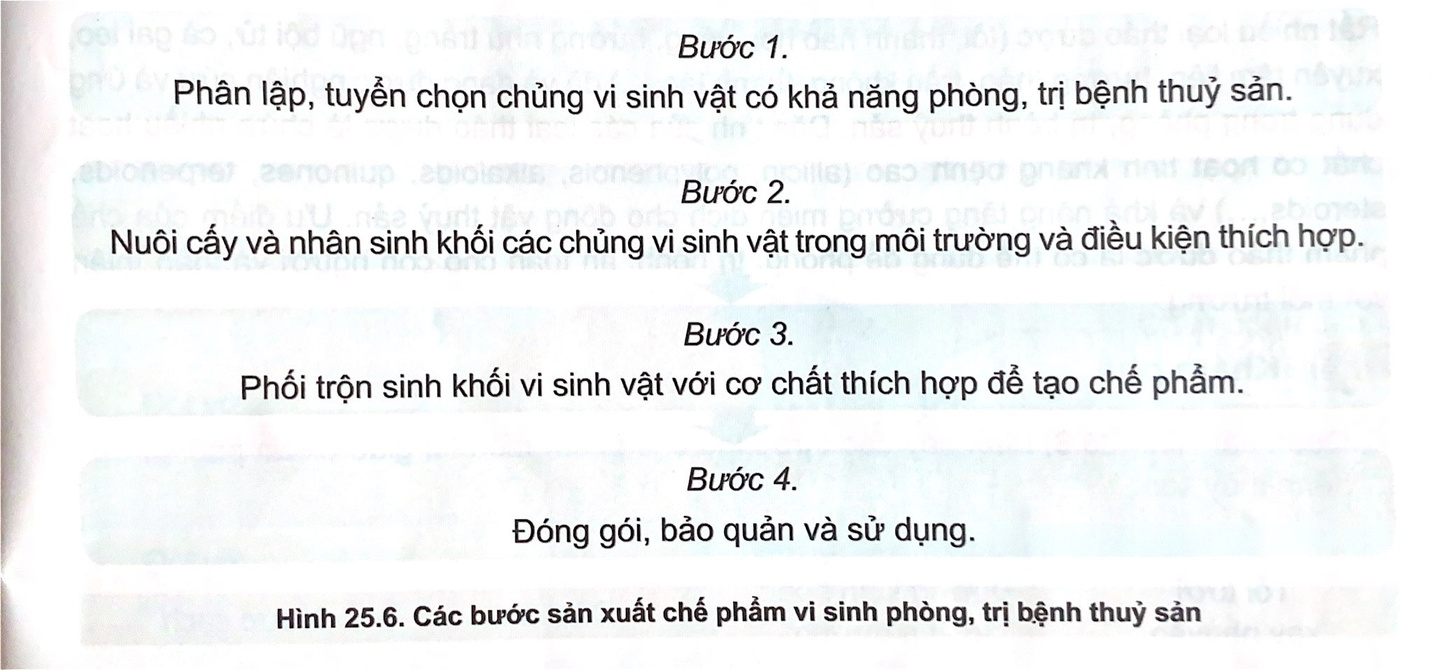 Bước 1.
Phân lập, tuyển chọn chủng vi sinh vật có khả năng phòng, trị bệnh thuỷ sản.
Bước 2.
Nuôi cấy và nhân sinh khối các chủng vi sinh vật trong môi trường và điều kiện thích hợp.
Bước 3.
Phối trộn sinh khối vi sinh vật với cơ chất thích hợp để tạo chế phẩm.
Bước 4.
Đóng gói, bảo quản và sử dụng.
Hình 25.6. Các bước sản xuất chế phẩm vi sinh phòng, trị bệnh thuỷ sản